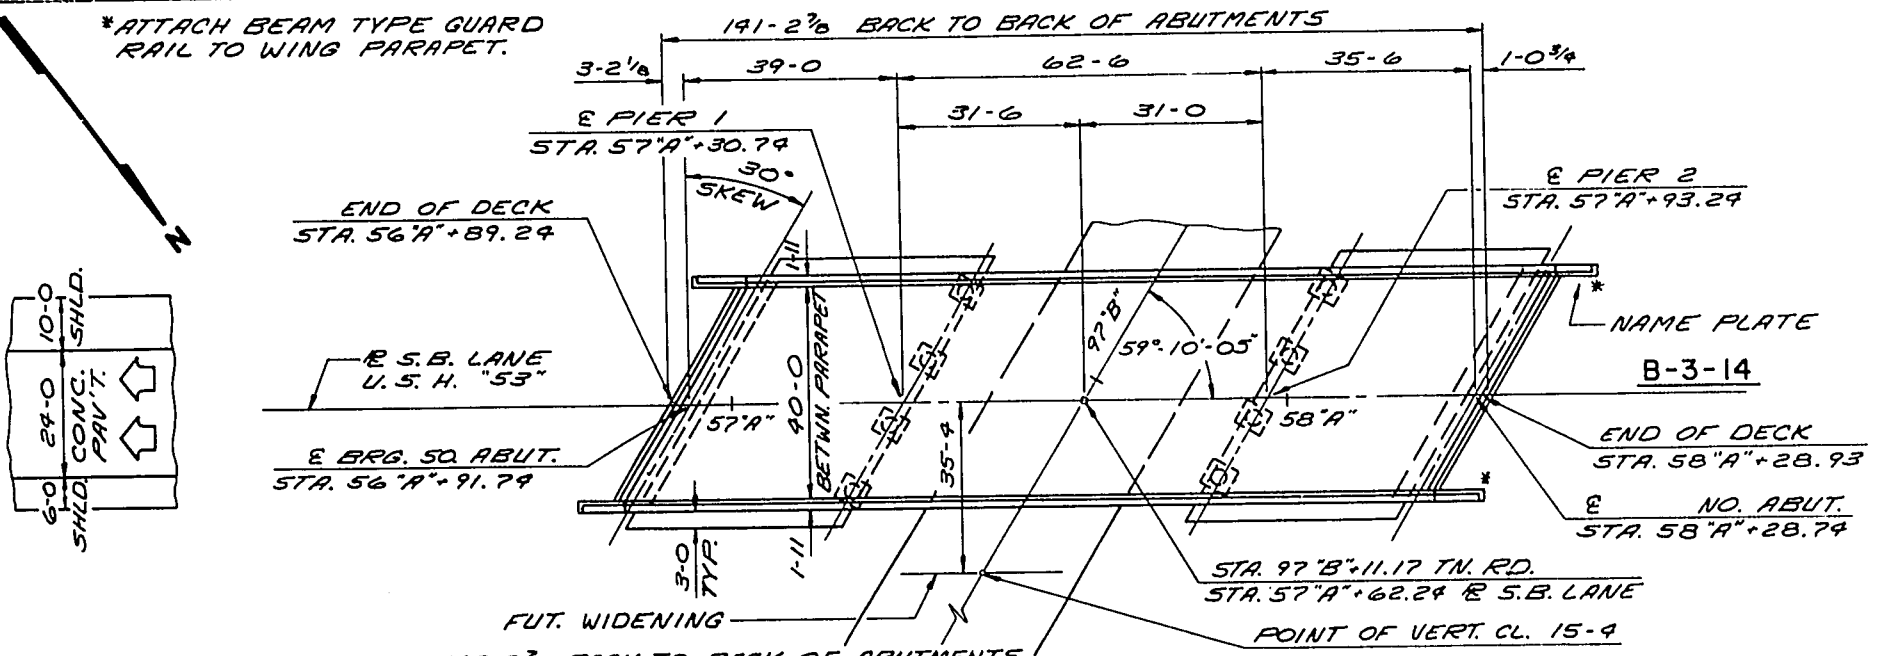 *ATTACH BEAM TYPE GUARD
RAIL TO WING PARAPET.
141-2⅞ BACK TO BACK OF ABUTMENTS
3-2⅛
39-0
62-6
35-6
1-0¾
31-6
31-0
℄ PIER 1
STA. 57"A"+30.74
30°
SKEW
℄ PIER 2
STA. 57"A"+93.24
END OF DECK
STA. 56"A"+89.24
N
1-11
10-0
SHLD.
24-0
CONC.
PAV'T.
6-0
SHLD.
℞ S.B. LANE
U.S.H. "53"
57"A"
40-0
BETWN. PARAPET
97"B"
59°-10'-05"
58"A"
*
NAME PLATE
B-3-14
℄ BRG. SO. ABUT.
STA. 56"A"+91.74
35-4
END OF DECK
STA. 58"A"+28.93
*
℄ NO. ABUT.
STA. 58"A"+28.74
3-0
TYP.
1-11
STA. 97"B"+11.17 TN. RD.
STA. 57"A"+62.24 ℞ S.B. LANE
FUT. WIDENING
POINT OF VERT. CL. 15-4
BACK TO BACK OF ABUTMENTS